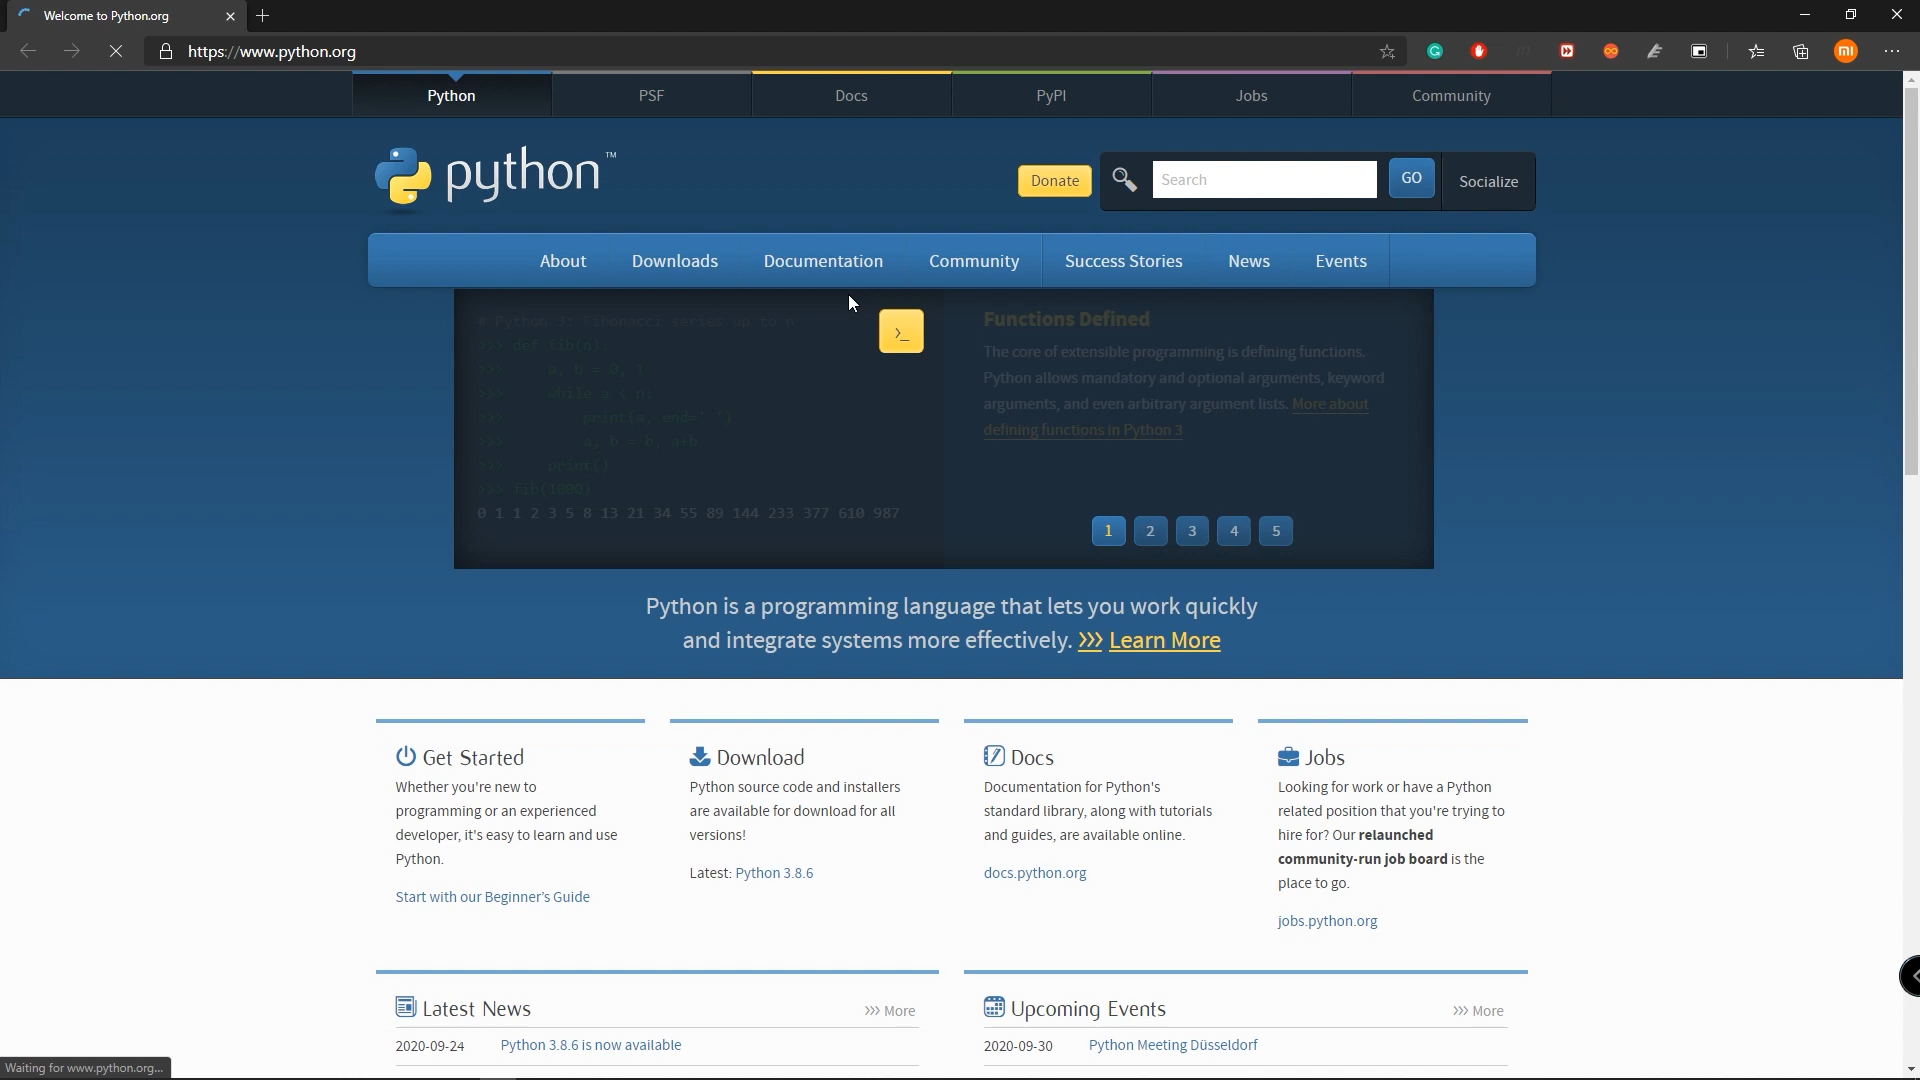 Welcome to Python.org
https://www.python.org
Python
PSF
Docs
PyPI
Jobs
Community
python™
Donate
Search
GO
Socialize
About
Downloads
Documentation
Community
Success Stories
News
Events
# Python 3: Fibonacci series up to n
>>> def fib(n):
>>> a, b = 0, 1
>>> while a < n:
>>> print(a, end=' ')
>>> a, b = b, a+b
>>> print()
>>> fib(1000)
0 1 1 2 3 5 8 13 21 34 55 89 144 233 377 610 987
>_
Functions Defined
The core of extensible programming is defining functions.
Python allows mandatory and optional arguments, keyword
arguments, and even arbitrary argument lists. More about
defining functions in Python 3
1
2
3
4
5
Python is a programming language that lets you work quickly
and integrate systems more effectively. >>> Learn More
Get Started
Whether you're new to
programming or an experienced
developer, it's easy to learn and use
Python.
Start with our Beginner's Guide
Download
Python source code and installers
are available for download for all
versions!
Latest: Python 3.8.6
Docs
Documentation for Python's
standard library, along with tutorials
and guides, are available online.
docs.python.org
Jobs
Looking for work or have a Python
related position that you're trying to
hire for? Our relaunched
community-run job board is the
place to go.
jobs.python.org
Latest News
>>> More
2020-09-24 Python 3.8.6 is now available
Upcoming Events
>>> More
2020-09-30 Python Meeting Düsseldorf
Waiting for www.python.org...